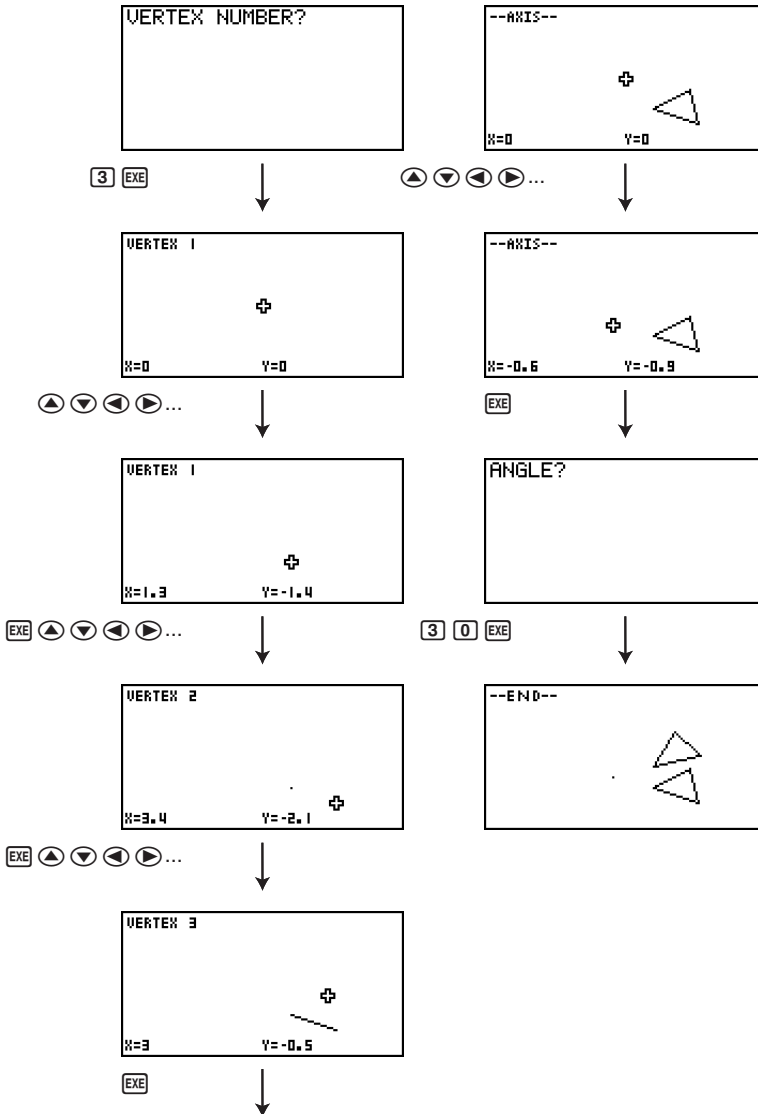 VERTEX NUMBER?
3 EXE
VERTEX 1
X=0 Y=0
...
VERTEX 1
X=1.3 Y=-1.4
EXE ...
VERTEX 2
X=3.4 Y=-2.1
EXE ...
VERTEX 3
X=3 Y=-0.5
EXE
--AXIS--
X=0 Y=0
...
--AXIS--
X=-0.6 Y=-0.9
EXE
ANGLE?
3 0 EXE
--END--